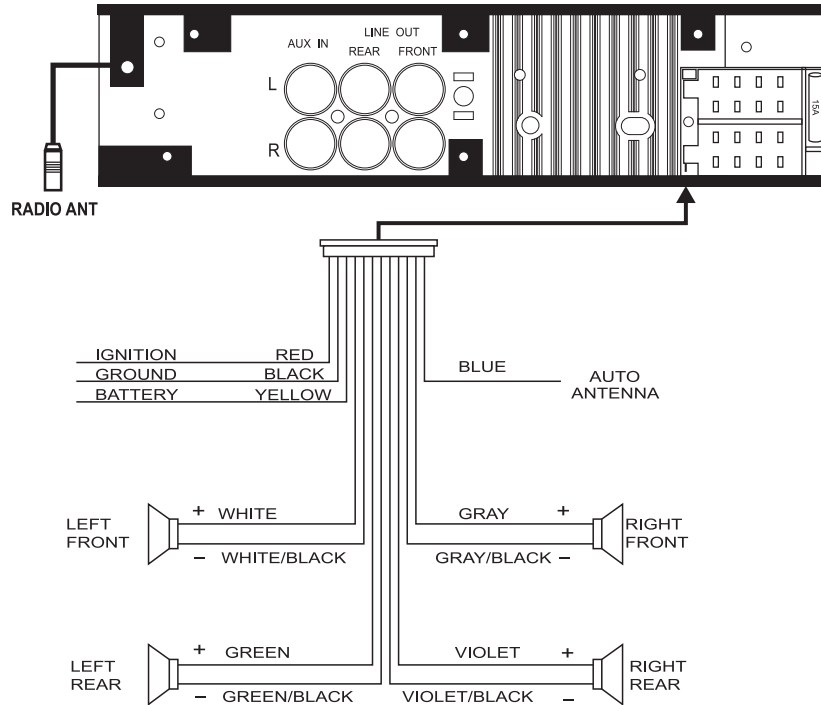 AUX IN
LINE OUT
REAR FRONT
L
R
15A
RADIO ANT
IGNITION RED
GROUND BLACK
BATTERY YELLOW
BLUE
AUTO
ANTENNA
LEFT
FRONT
+ WHITE
– WHITE/BLACK
GRAY +
GRAY/BLACK –
RIGHT
FRONT
LEFT
REAR
+ GREEN
– GREEN/BLACK
VIOLET +
VIOLET/BLACK –
RIGHT
REAR